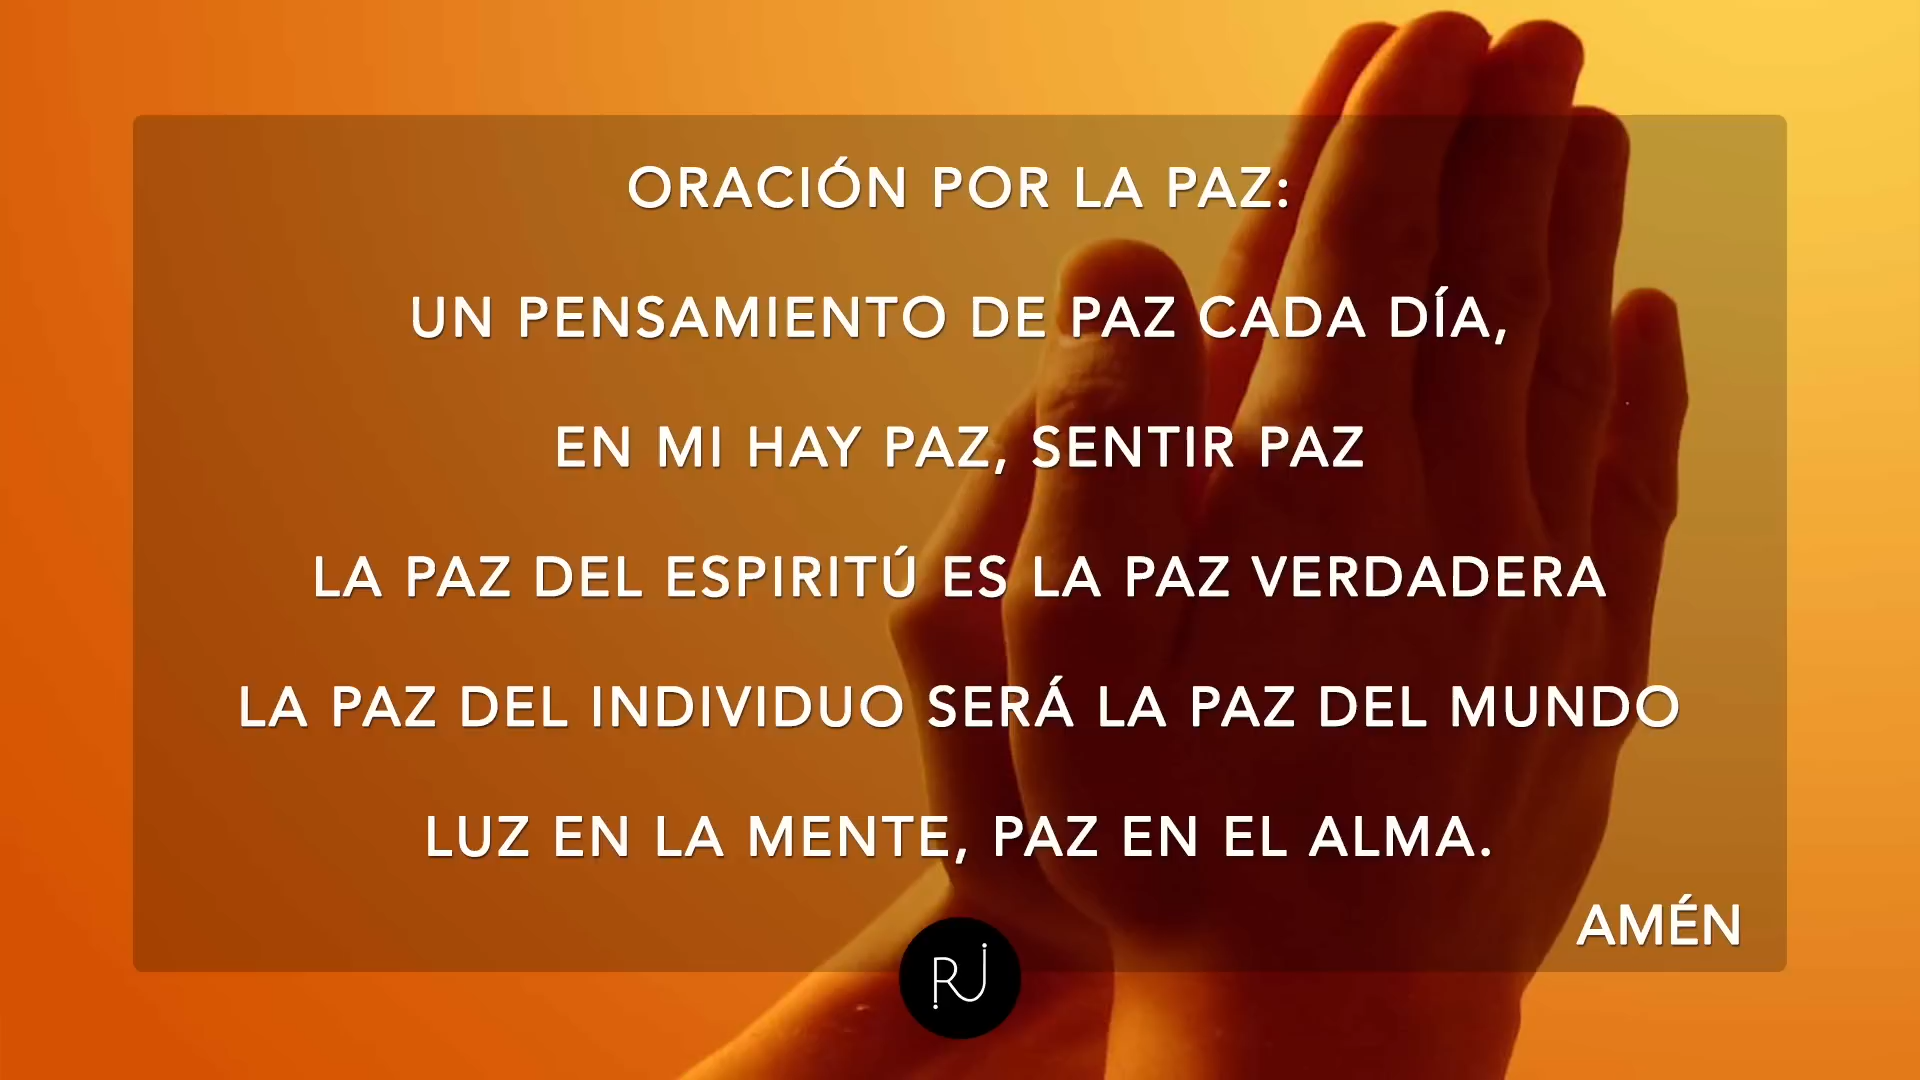 ORACIÓN POR LA PAZ:
UN PENSAMIENTO DE PAZ CADA DÍA,
EN MI HAY PAZ, SENTIR PAZ
LA PAZ DEL ESPIRITÚ ES LA PAZ VERDADERA
LA PAZ DEL INDIVIDUO SERÁ LA PAZ DEL MUNDO
LUZ EN LA MENTE, PAZ EN EL ALMA.
AMÉN
RJ